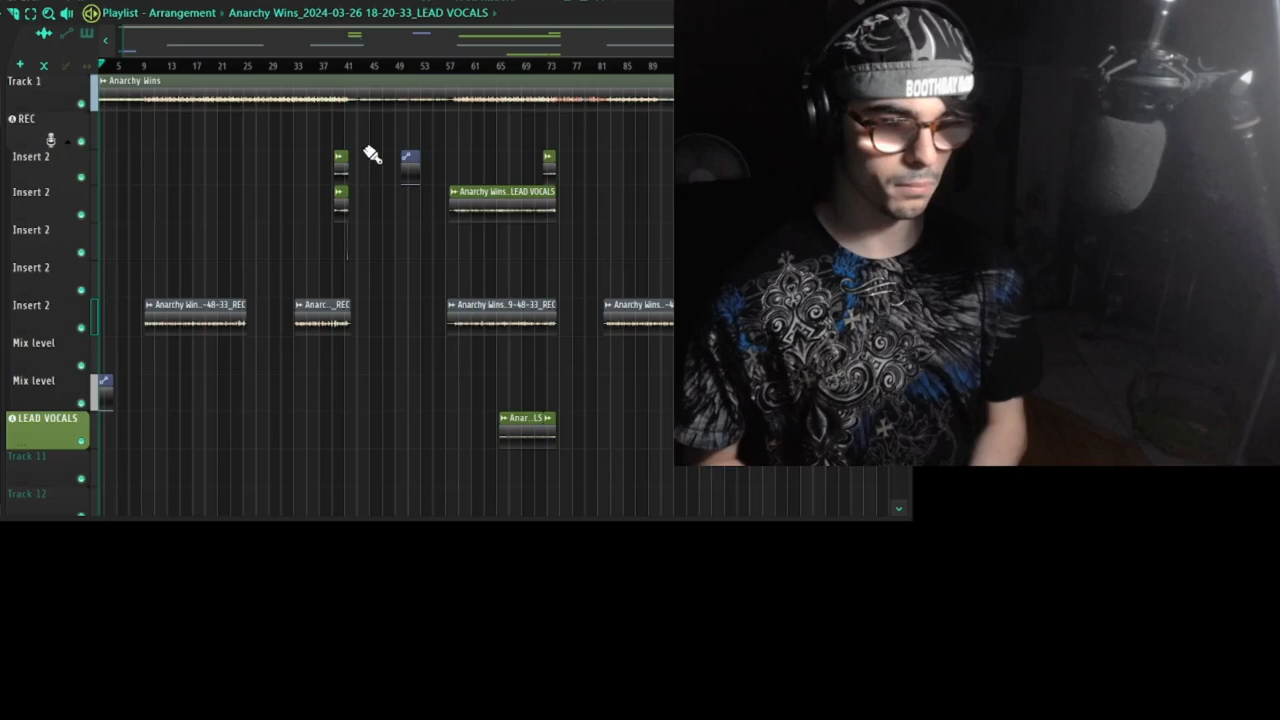 Playlist - Arrangement › Anarchy Wins_2024-03-26 18-20-33_LEAD VOCALS ›
5 9 13 17 21 25 29 33 37 41 45 49 53 57 61 65 69 73 77 81 85 89
Track 1
Anarchy Wins
REC
Insert 2
Insert 2
Anarchy Wins..LEAD VOCALS
Insert 2
Insert 2
Insert 2
Anarchy Win..-48-33_REC
Anarc.._REC
Anarchy Wins..9-48-33_REC
Anarchy Wins..-4
Mix level
Mix level
LEAD VOCALS
Anar..LS
Track 11
Track 12
BOOTHBAY